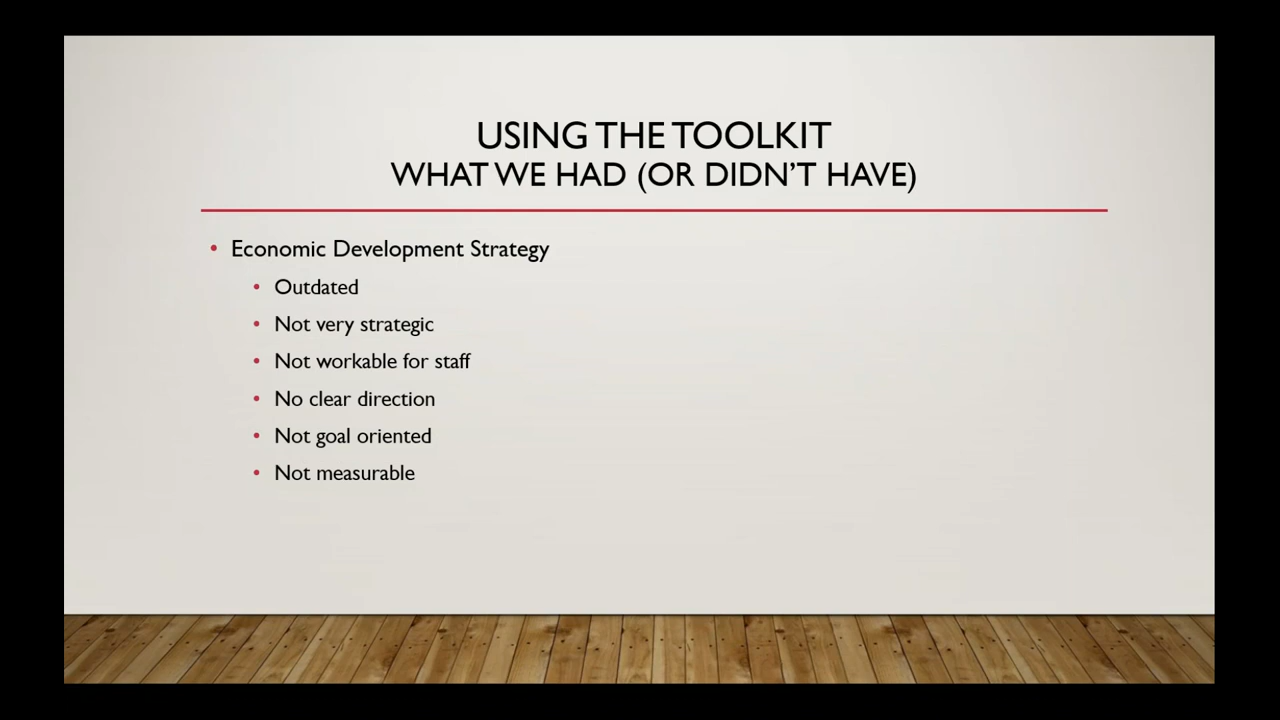 USING THE TOOLKIT
WHAT WE HAD (OR DIDN’T HAVE)
• Economic Development Strategy
• Outdated
• Not very strategic
• Not workable for staff
• No clear direction
• Not goal oriented
• Not measurable